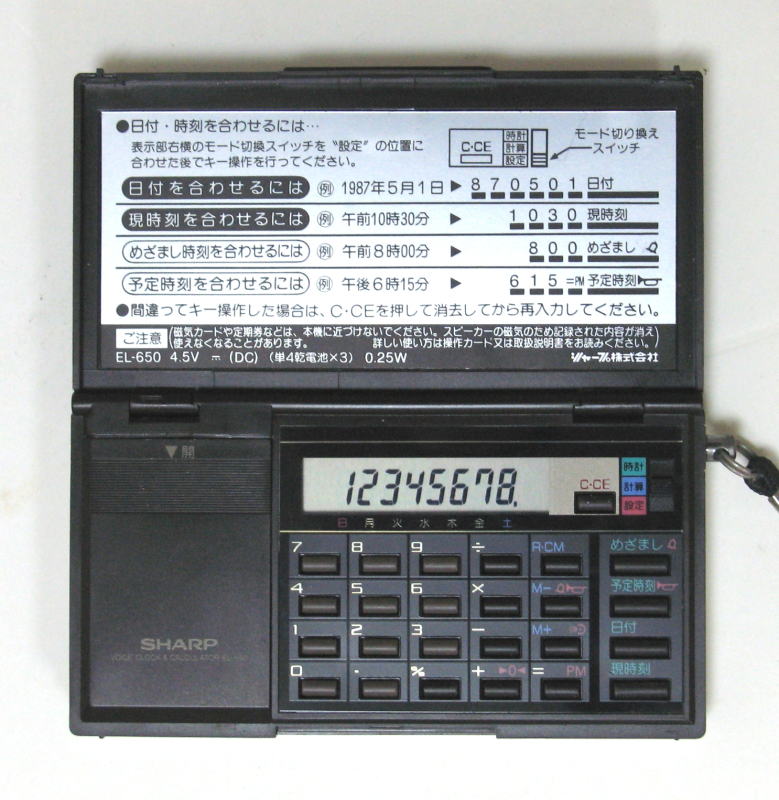 ●日付・時刻を合わせるには…
表示部右横のモード切換スイッチを"設定"の位置に
合わせた後でキー操作を行ってください。
C・CE 時計
計算
設定
モード切り換え
スイッチ
日付を合わせるには 例 1987年5月1日 ▶ 870501 日付
現時刻を合わせるには 例 午前10時30分 ▶ 1030 現時刻
めざまし時刻を合わせるには 例 午前8時00分 ▶ 800 めざまし
予定時刻を合わせるには 例 午後6時15分 ▶ 615 =PM 予定時刻
●間違ってキー操作した場合は、C・CEを押して消去してから再入力してください。
ご注意 (磁気カードや定期券などは、本機に近づけないでください。スピーカーの磁気のため記録された内容が消え
使えなくなることがあります。 詳しい使い方は操作カード又は取扱説明書をお読みください。)
EL-650 4.5V ⎓ (DC) (単4乾電池×3) 0.25W シャープ株式会社
▼開
12345678.
C・CE
時計
計算
設定
日 月 火 水 木 金 土
7 8 9 ÷ R・CM めざまし
4 5 6 × M− 予定時刻
1 2 3 − M+ 日付
0 ・ % + ▶0◀ = PM 現時刻
SHARP
VOICE CLOCK & CALCULATOR EL-650